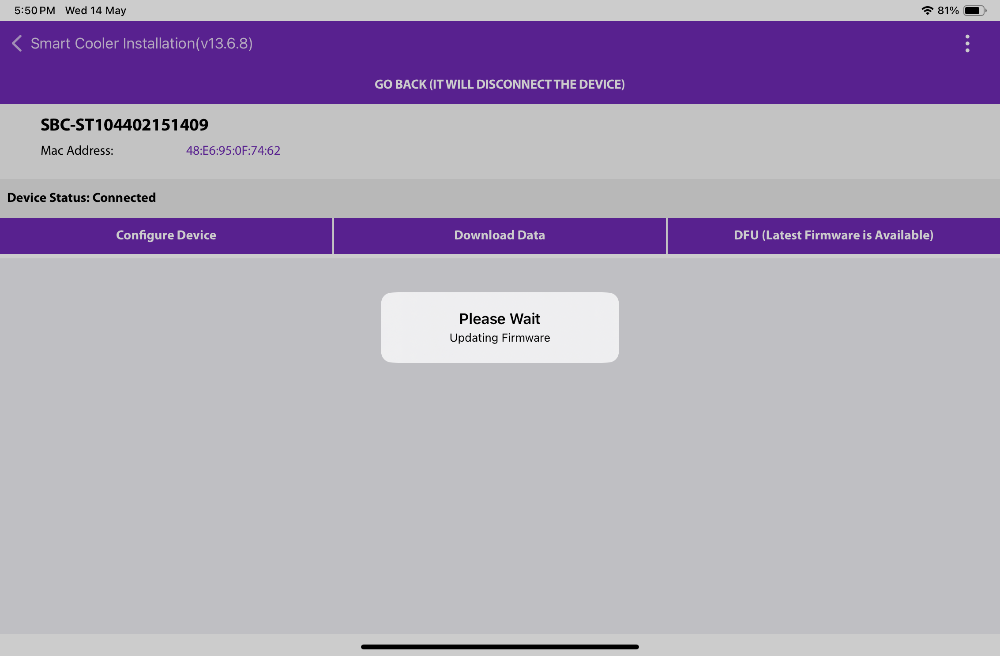 5:50 PM Wed 14 May 81%
Smart Cooler Installation(v13.6.8)
GO BACK (IT WILL DISCONNECT THE DEVICE)
SBC-ST104402151409
Mac Address: 48:E6:95:0F:74:62
Device Status: Connected
Configure Device Download Data DFU (Latest Firmware is Available)
Please Wait
Updating Firmware